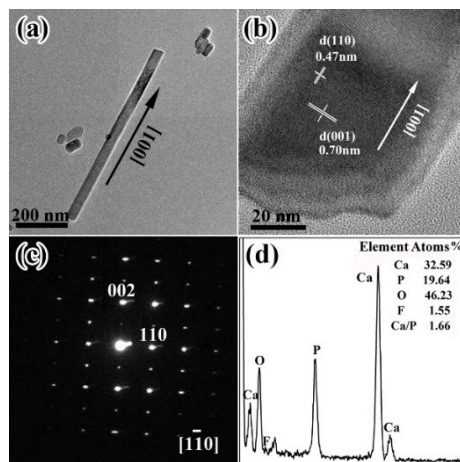 (a)
[001]
200 nm
(b)
d(110)
0.47nm
d(001)
0.70nm
[001]
20 nm
(c)
002
110
[11̄0]
(d)
Element Atoms%
Ca 32.59
P 19.64
O 46.23
F 1.55
Ca/P 1.66
Ca
O
F
P
Ca
Ca